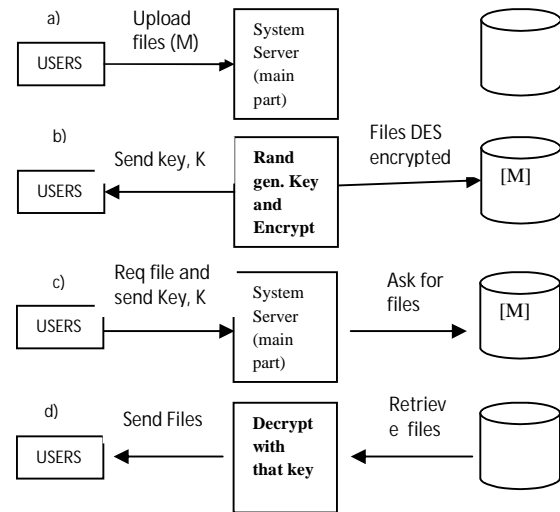 a)
Upload
files (M)
USERS
System
Server
(main
part)
b)
Send key, K
USERS
Rand
gen. Key
and
Encrypt
Files DES
encrypted
[M]
c)
Req file and
send Key, K
USERS
System
Server
(main
part)
Ask for
files
[M]
d)
Send Files
USERS
Decrypt
with
that key
Retriev
e files